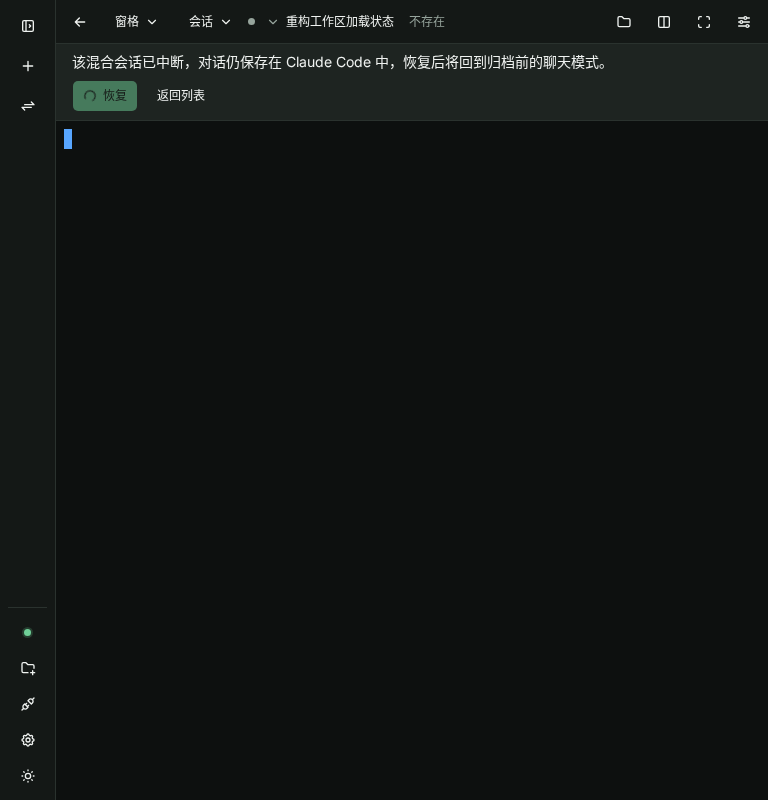 窗格 会话 重构工作区加载状态 不存在
该混合会话已中断，对话仍保存在 Claude Code 中，恢复后将回到归档前的聊天模式。
恢复 返回列表